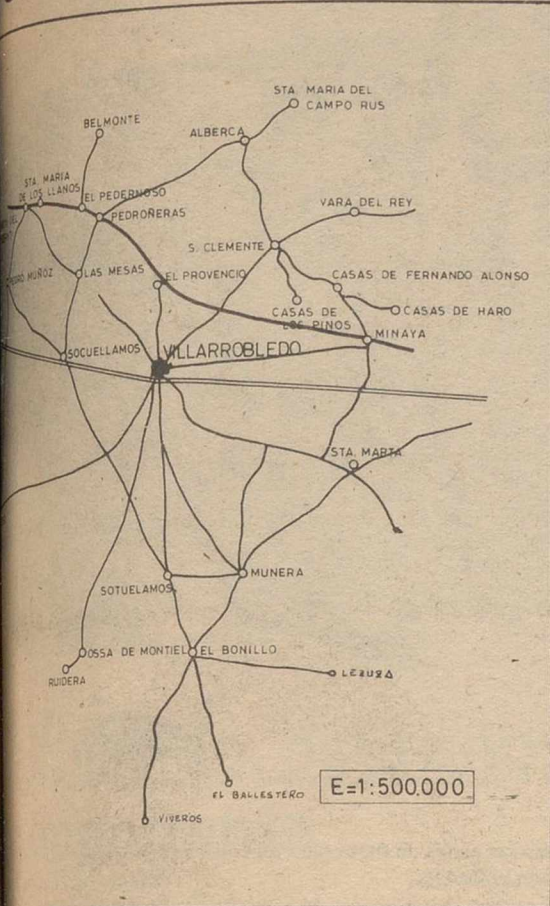 STA. MARIA DEL
CAMPO RUS
BELMONTE
ALBERCA
STA. MARIA
DE LOS LLANOS
EL PEDERNOSO
PEDROÑERAS
VARA DEL REY
S. CLEMENTE
MUÑOZ
LAS MESAS
EL PROVENCIO
CASAS DE FERNANDO ALONSO
CASAS DE
LOS PINOS
CASAS DE HARO
MINAYA
SOCUELLAMOS
VILLARROBLEDO
STA. MARTA
MUNERA
SOTUELAMOS
OSSA DE MONTIEL
EL BONILLO
RUIDERA
LEZUZA
EL BALLESTERO
E=1:500.000
VIVEROS